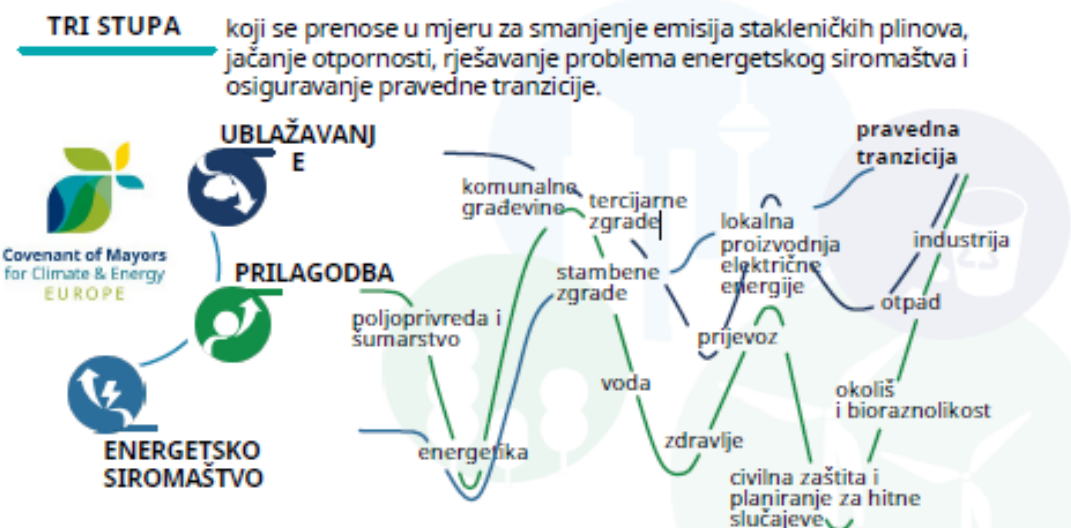 TRI STUPA
koji se prenose u mjeru za smanjenje emisija stakleničkih plinova,
jačanje otpornosti, rješavanje problema energetskog siromaštva i
osiguravanje pravedne tranzicije.
UBLAŽAVANJ
E
pravedna
tranzicija
komunalne
građevine
tercijarne
zgrade
lokalna
proizvodnja
električne
energije
industrija
Covenant of Mayors
for Climate & Energy
EUROPE
PRILAGODBA
stambene
zgrade
otpad
poljoprivreda i
šumarstvo
prijevoz
voda
okoliš
i bioraznolikost
zdravlje
ENERGETSKO
SIROMAŠTVO
energetika
civilna zaštita i
planiranje za hitne
slučajeve